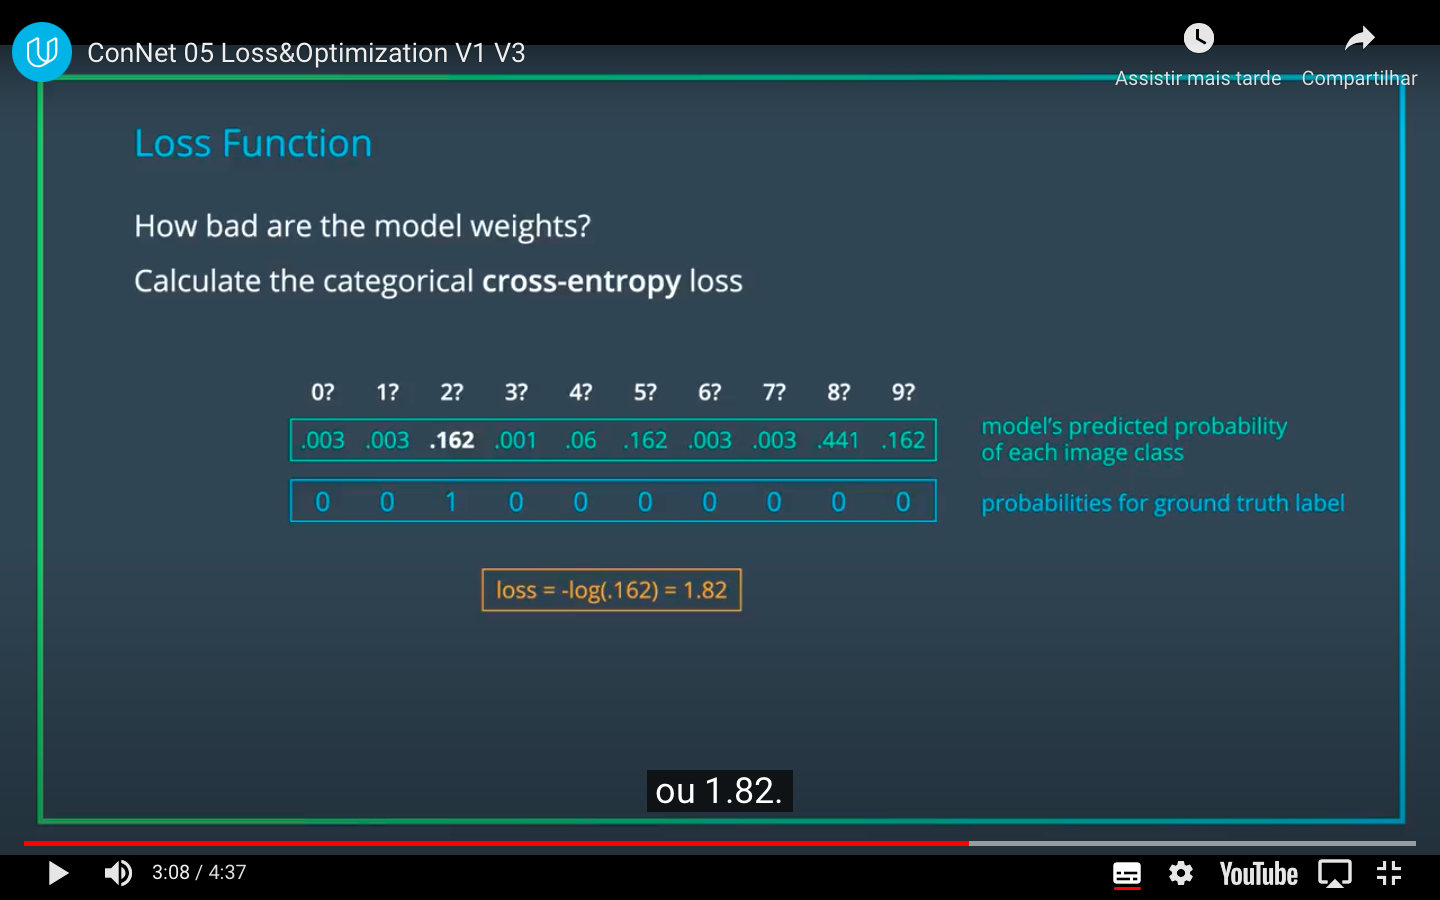 ConNet 05 Loss&Optimization V1 V3
Assistir mais tarde
Compartilhar
Loss Function
How bad are the model weights?
Calculate the categorical cross-entropy loss
0? 1? 2? 3? 4? 5? 6? 7? 8? 9?
.003 .003 .162 .001 .06 .162 .003 .003 .441 .162
model's predicted probability
of each image class
0 0 1 0 0 0 0 0 0 0
probabilities for ground truth label
loss = -log(.162) = 1.82
ou 1.82.
3:08 / 4:37
YouTube